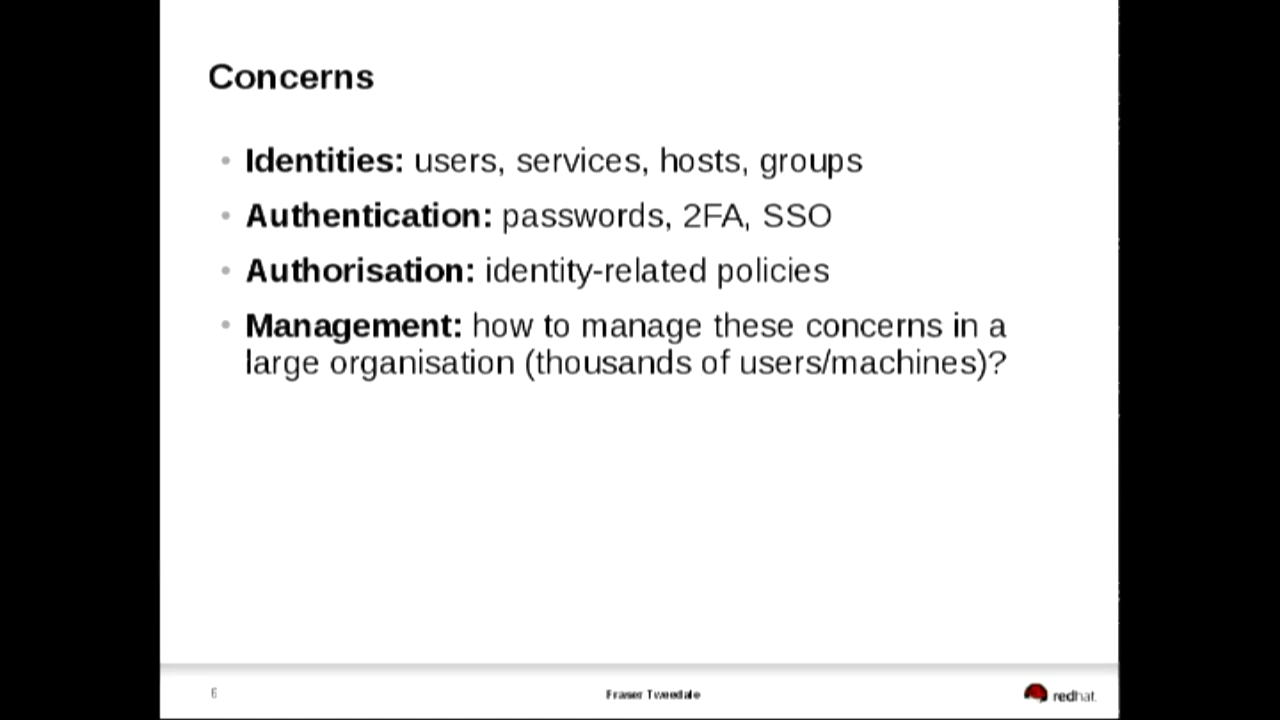 Concerns
• Identities: users, services, hosts, groups
• Authentication: passwords, 2FA, SSO
• Authorisation: identity-related policies
• Management: how to manage these concerns in a
large organisation (thousands of users/machines)?
6
Fraser Tweedale
redhat.